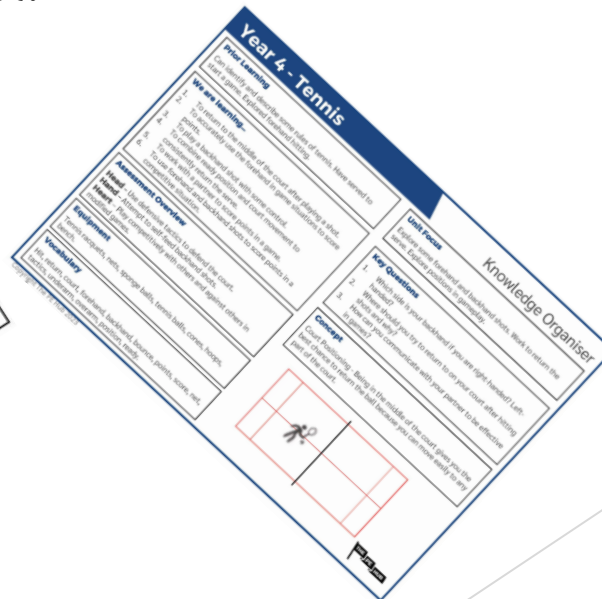 Year 4 - Tennis
Knowledge Organiser
Prior Learning
Can identify and describe some rules of tennis. Have served to
start a game. Explored forehand hitting.
We are learning...
1. To return to the middle of the court after playing a shot.
2. To accurately use the forehand in game situations to score
points.
3. To play a backhand shot with some control.
4. To combine ready position and court movement to
consistently return the serve.
5. To work with a partner to score points in a game.
6. To use forehand and backhand shots to score points in a
competitive situation.
Assessment Overview
Head – Use defensive tactics to defend the court.
Hand – Attempt to self-feed backhand shots.
Heart – Play competitively with others and against others in
modified games.
Equipment
Tennis racquets, nets, sponge balls, tennis balls, cones, hoops,
bench.
Vocabulary
Hit, return, court, forehand, backhand, bounce, points, score, net,
tactics, underarm, overarm, position, ready.
Copyright The PE Hub 2023
Unit Focus
Explore some forehand and backhand shots. Work to return the
serve. Explore positions in gameplay.
Key Questions
1. Which side is your backhand if you are right-handed? Left-
handed?
2. Where should you try to return to on your court after hitting
shots and why?
3. How can you communicate with your partner to be effective
in games?
Concept
Court Positioning - Being in the middle of the court gives you the
best chance to return the ball because you can move easily to any
part of the court.